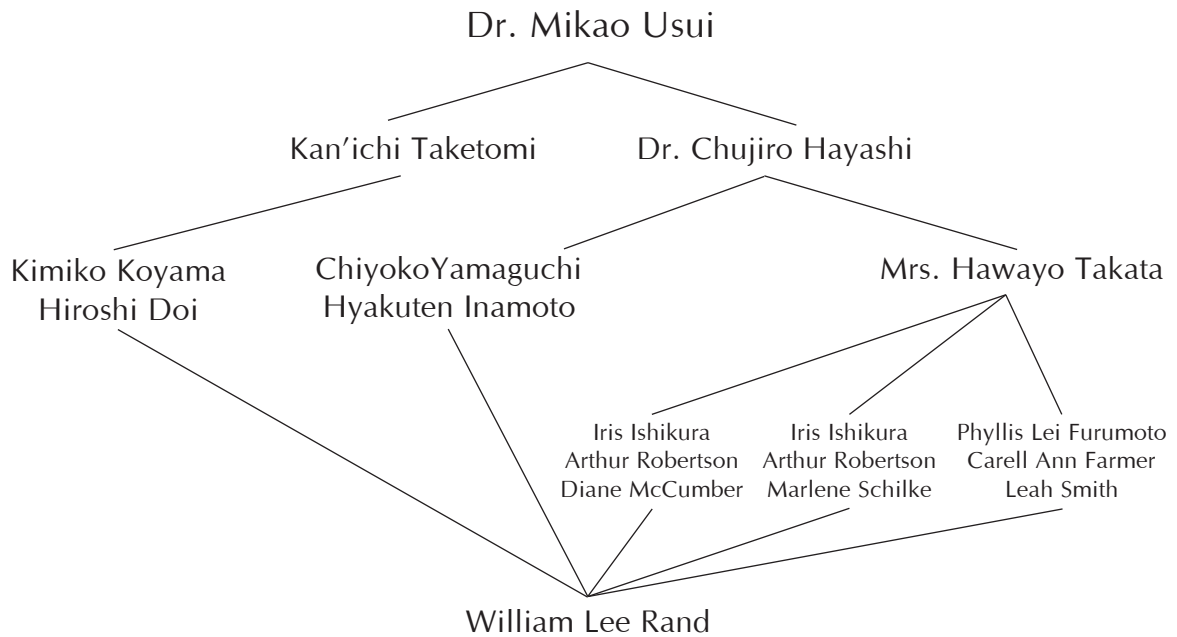 Dr. Mikao Usui
Kan'ichi Taketomi
Dr. Chujiro Hayashi
Kimiko Koyama
Hiroshi Doi
ChiyokoYamaguchi
Hyakuten Inamoto
Mrs. Hawayo Takata
Iris Ishikura
Arthur Robertson
Diane McCumber
Iris Ishikura
Arthur Robertson
Marlene Schilke
Phyllis Lei Furumoto
Carell Ann Farmer
Leah Smith
William Lee Rand